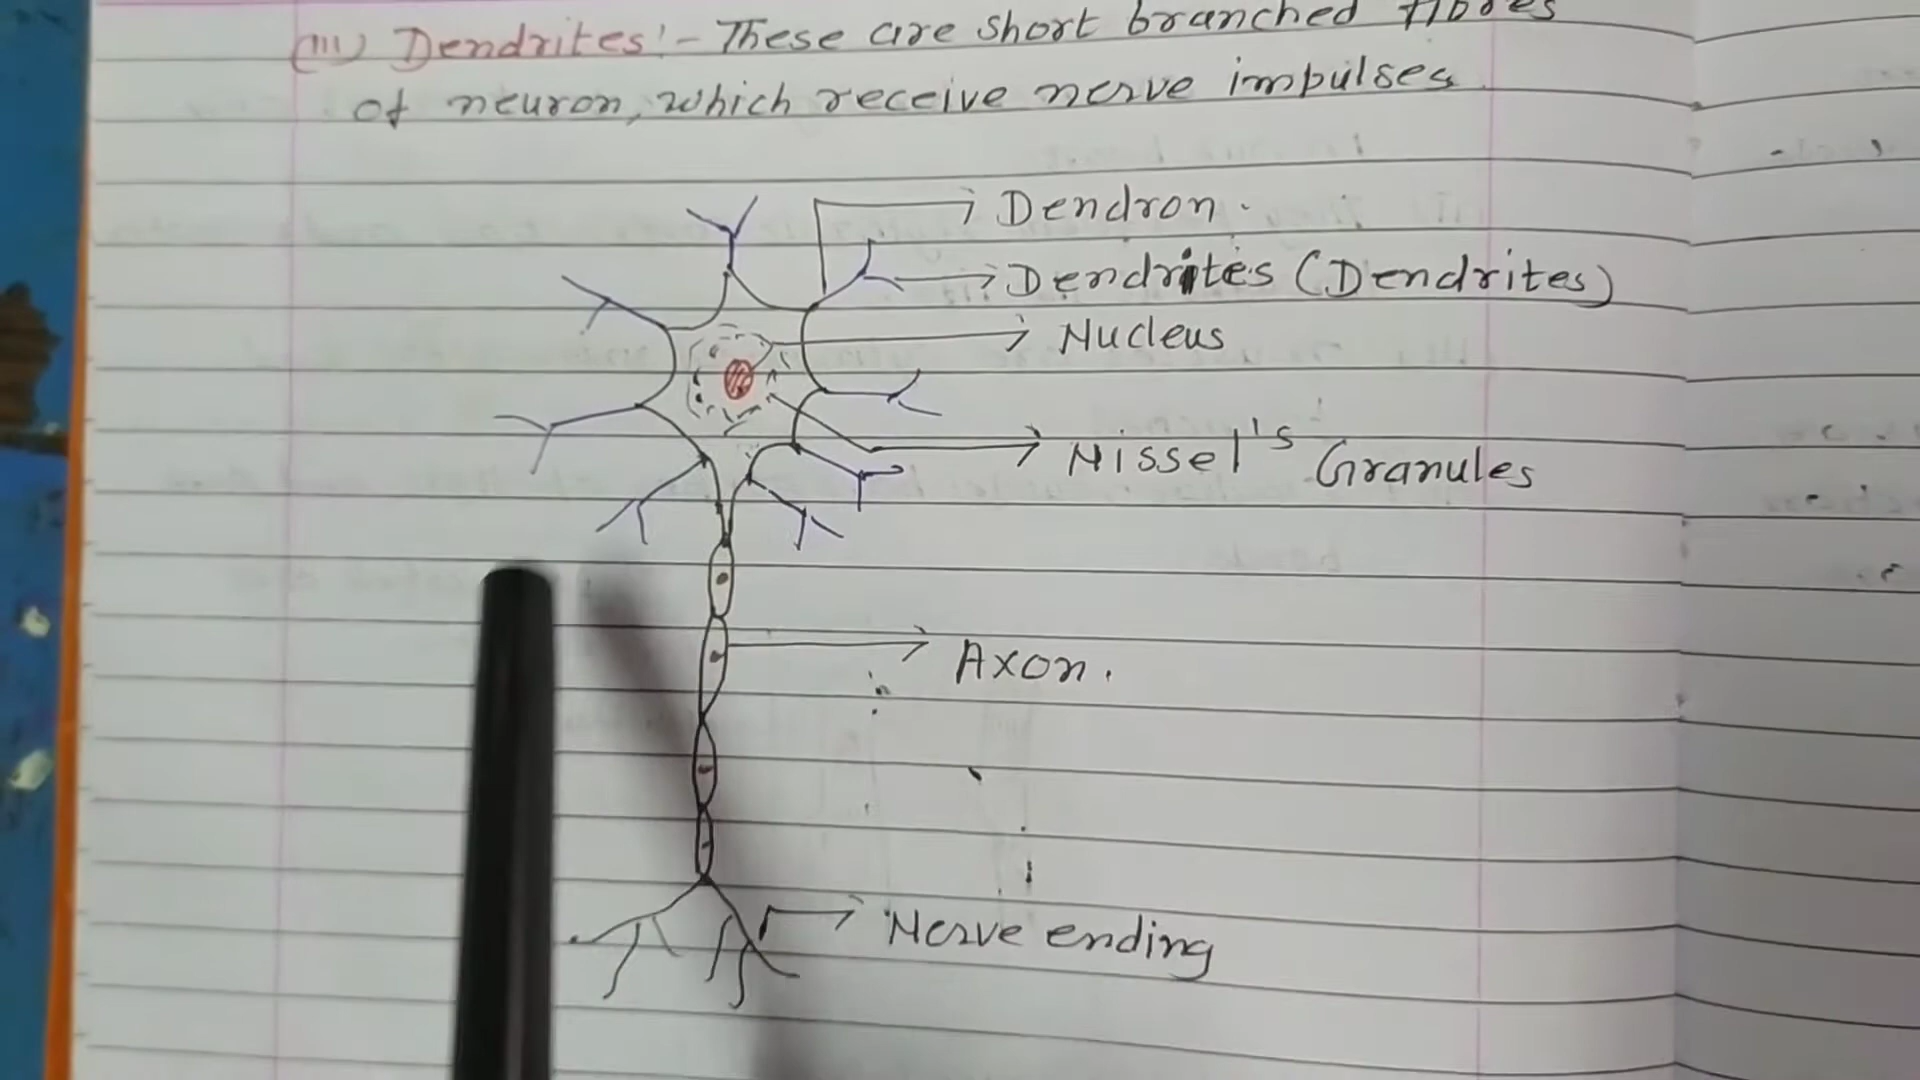 (iii) Dendrites:- These are short branched fibres
of neuron, which receive nerve impulses.
Dendron.
Dendrites (Dendrites)
Nucleus
Nissel's Granules
Axon.
Nerve ending